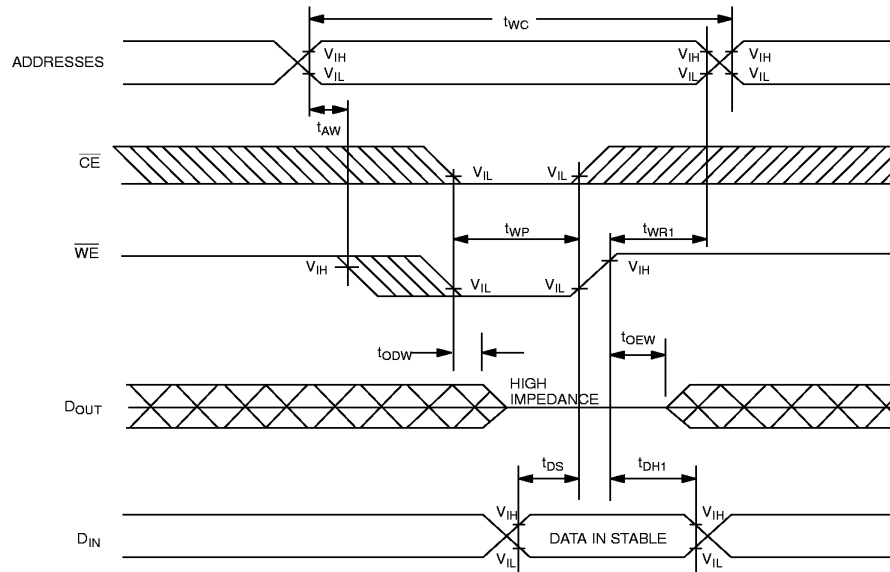 tWC
ADDRESSES
VIH VIH VIH
VIL VIL VIL
tAW
CE VIL VIL
tWP tWR1
WE VIH VIH
VIL VIL
tODW tOEW
HIGH
IMPEDANCE
DOUT
tDS tDH1
VIH VIH
DIN DATA IN STABLE
VIL VIL